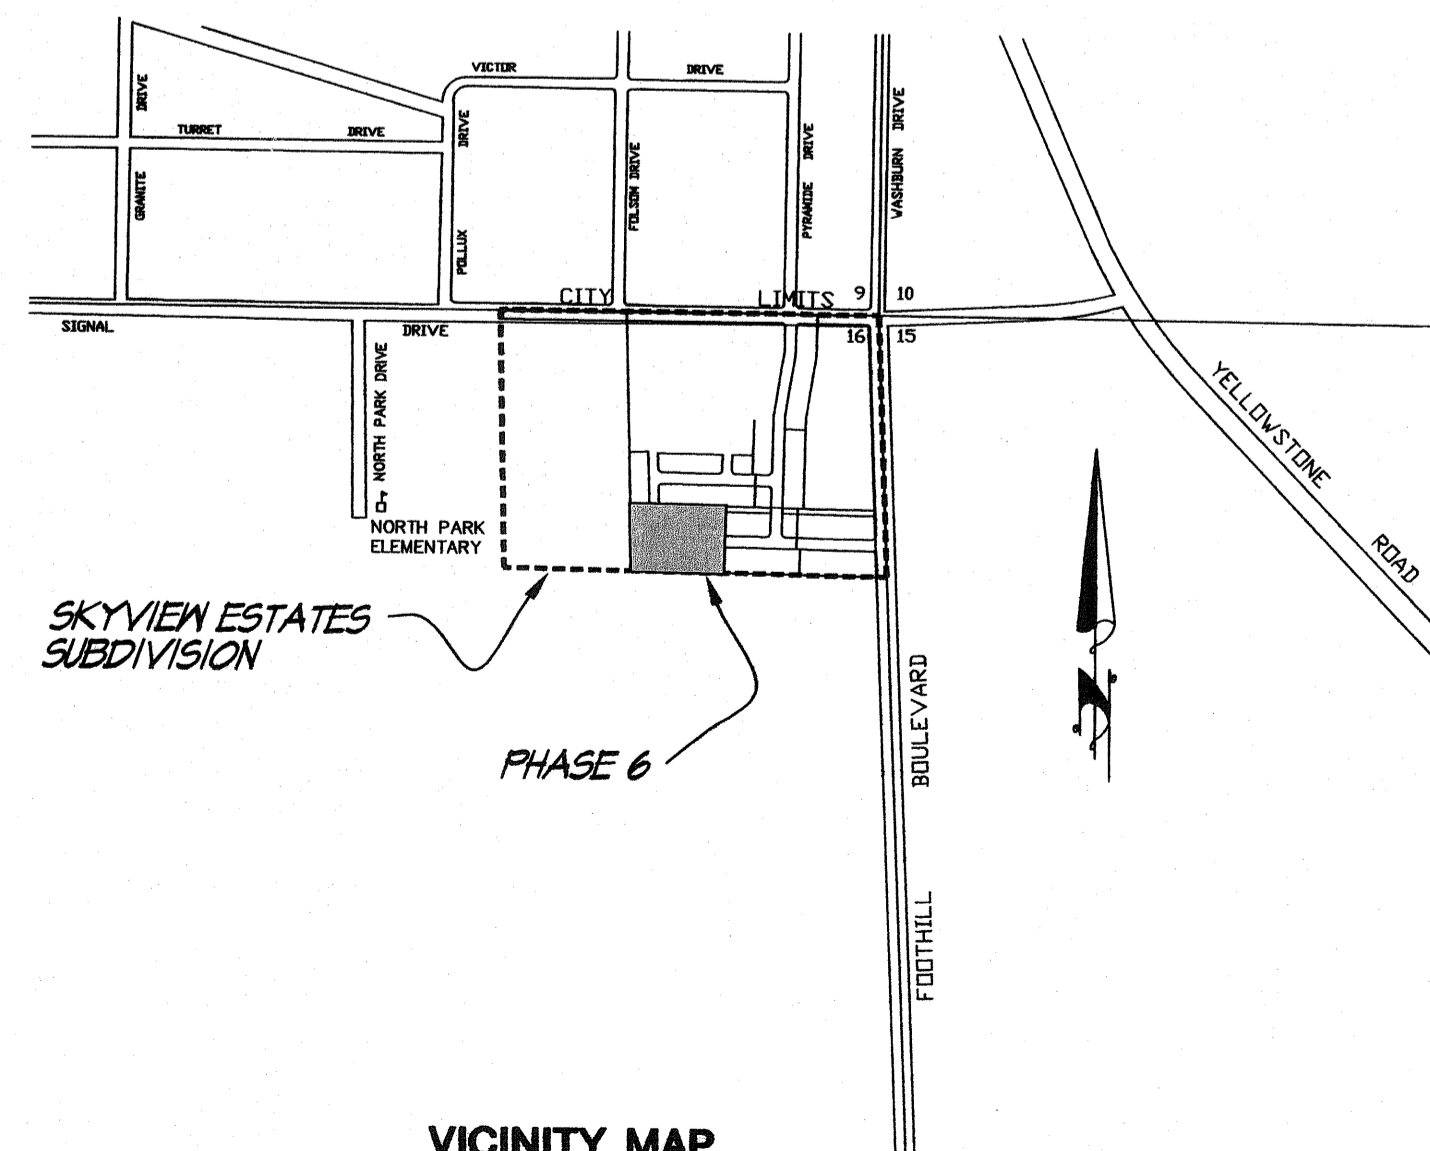 VICTOR DRIVE
DRIVE
TURRET DRIVE
DRIVE
GRANITE
POLLUX
FOLSOM DRIVE
PYRAMIDE DRIVE
WASHBURN DRIVE
CITY LIMITS
9 10
16 15
SIGNAL DRIVE
NORTH PARK DRIVE
NORTH PARK
ELEMENTARY
YELLOWSTONE ROAD
SKYVIEW ESTATES
SUBDIVISION
PHASE 6
N
FOOTHILL BOULEVARD
VICINITY MAP